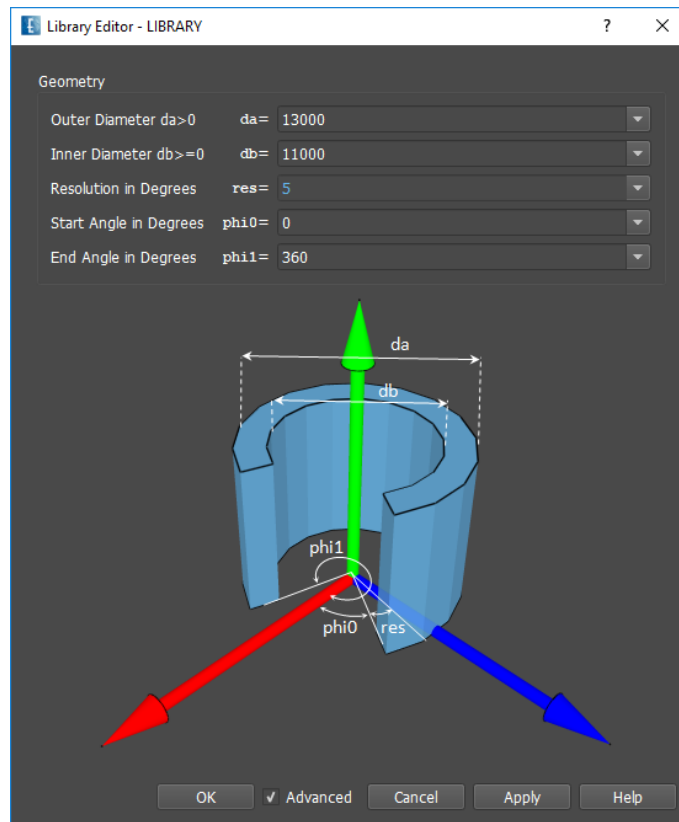 Library Editor - LIBRARY
Geometry
Outer Diameter da>0 da= 13000
Inner Diameter db>=0 db= 11000
Resolution in Degrees res= 5
Start Angle in Degrees phi0= 0
End Angle in Degrees phi1= 360
da
db
phi1
phi0 res
OK Advanced Cancel Apply Help